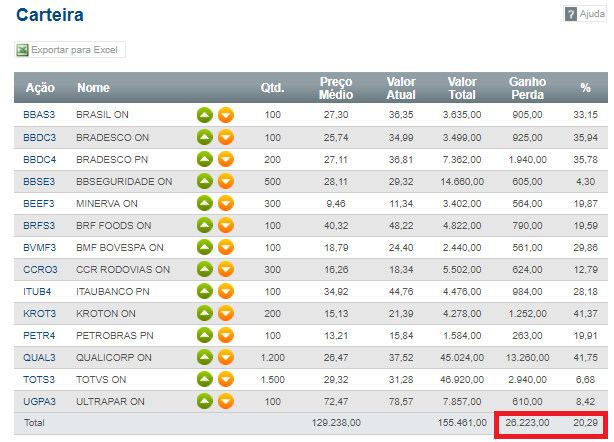 Carteira
Ajuda
Exportar para Excel
Ação Nome Qtd. Preço Médio Valor Atual Valor Total Ganho Perda %
BBAS3 BRASIL ON 100 27,30 36,35 3.635,00 905,00 33,15
BBDC3 BRADESCO ON 100 25,74 34,99 3.499,00 925,00 35,94
BBDC4 BRADESCO PN 200 27,11 36,81 7.362,00 1.940,00 35,78
BBSE3 BBSEGURIDADE ON 500 28,11 29,32 14.660,00 605,00 4,30
BEEF3 MINERVA ON 300 9,46 11,34 3.402,00 564,00 19,87
BRFS3 BRF FOODS ON 100 40,32 48,22 4.822,00 790,00 19,59
BVMF3 BMF BOVESPA ON 100 18,79 24,40 2.440,00 561,00 29,86
CCRO3 CCR RODOVIAS ON 300 16,26 18,34 5.502,00 624,00 12,79
ITUB4 ITAUBANCO PN 100 34,92 44,76 4.476,00 984,00 28,18
KROT3 KROTON ON 200 15,13 21,39 4.278,00 1.252,00 41,37
PETR4 PETROBRAS PN 100 13,21 15,84 1.584,00 263,00 19,91
QUAL3 QUALICORP ON 1.200 26,47 37,52 45.024,00 13.260,00 41,75
TOTS3 TOTVS ON 1.500 29,32 31,28 46.920,00 2.940,00 6,68
UGPA3 ULTRAPAR ON 100 72,47 78,57 7.857,00 610,00 8,42
Total 129.238,00 155.461,00 26.223,00 20,29